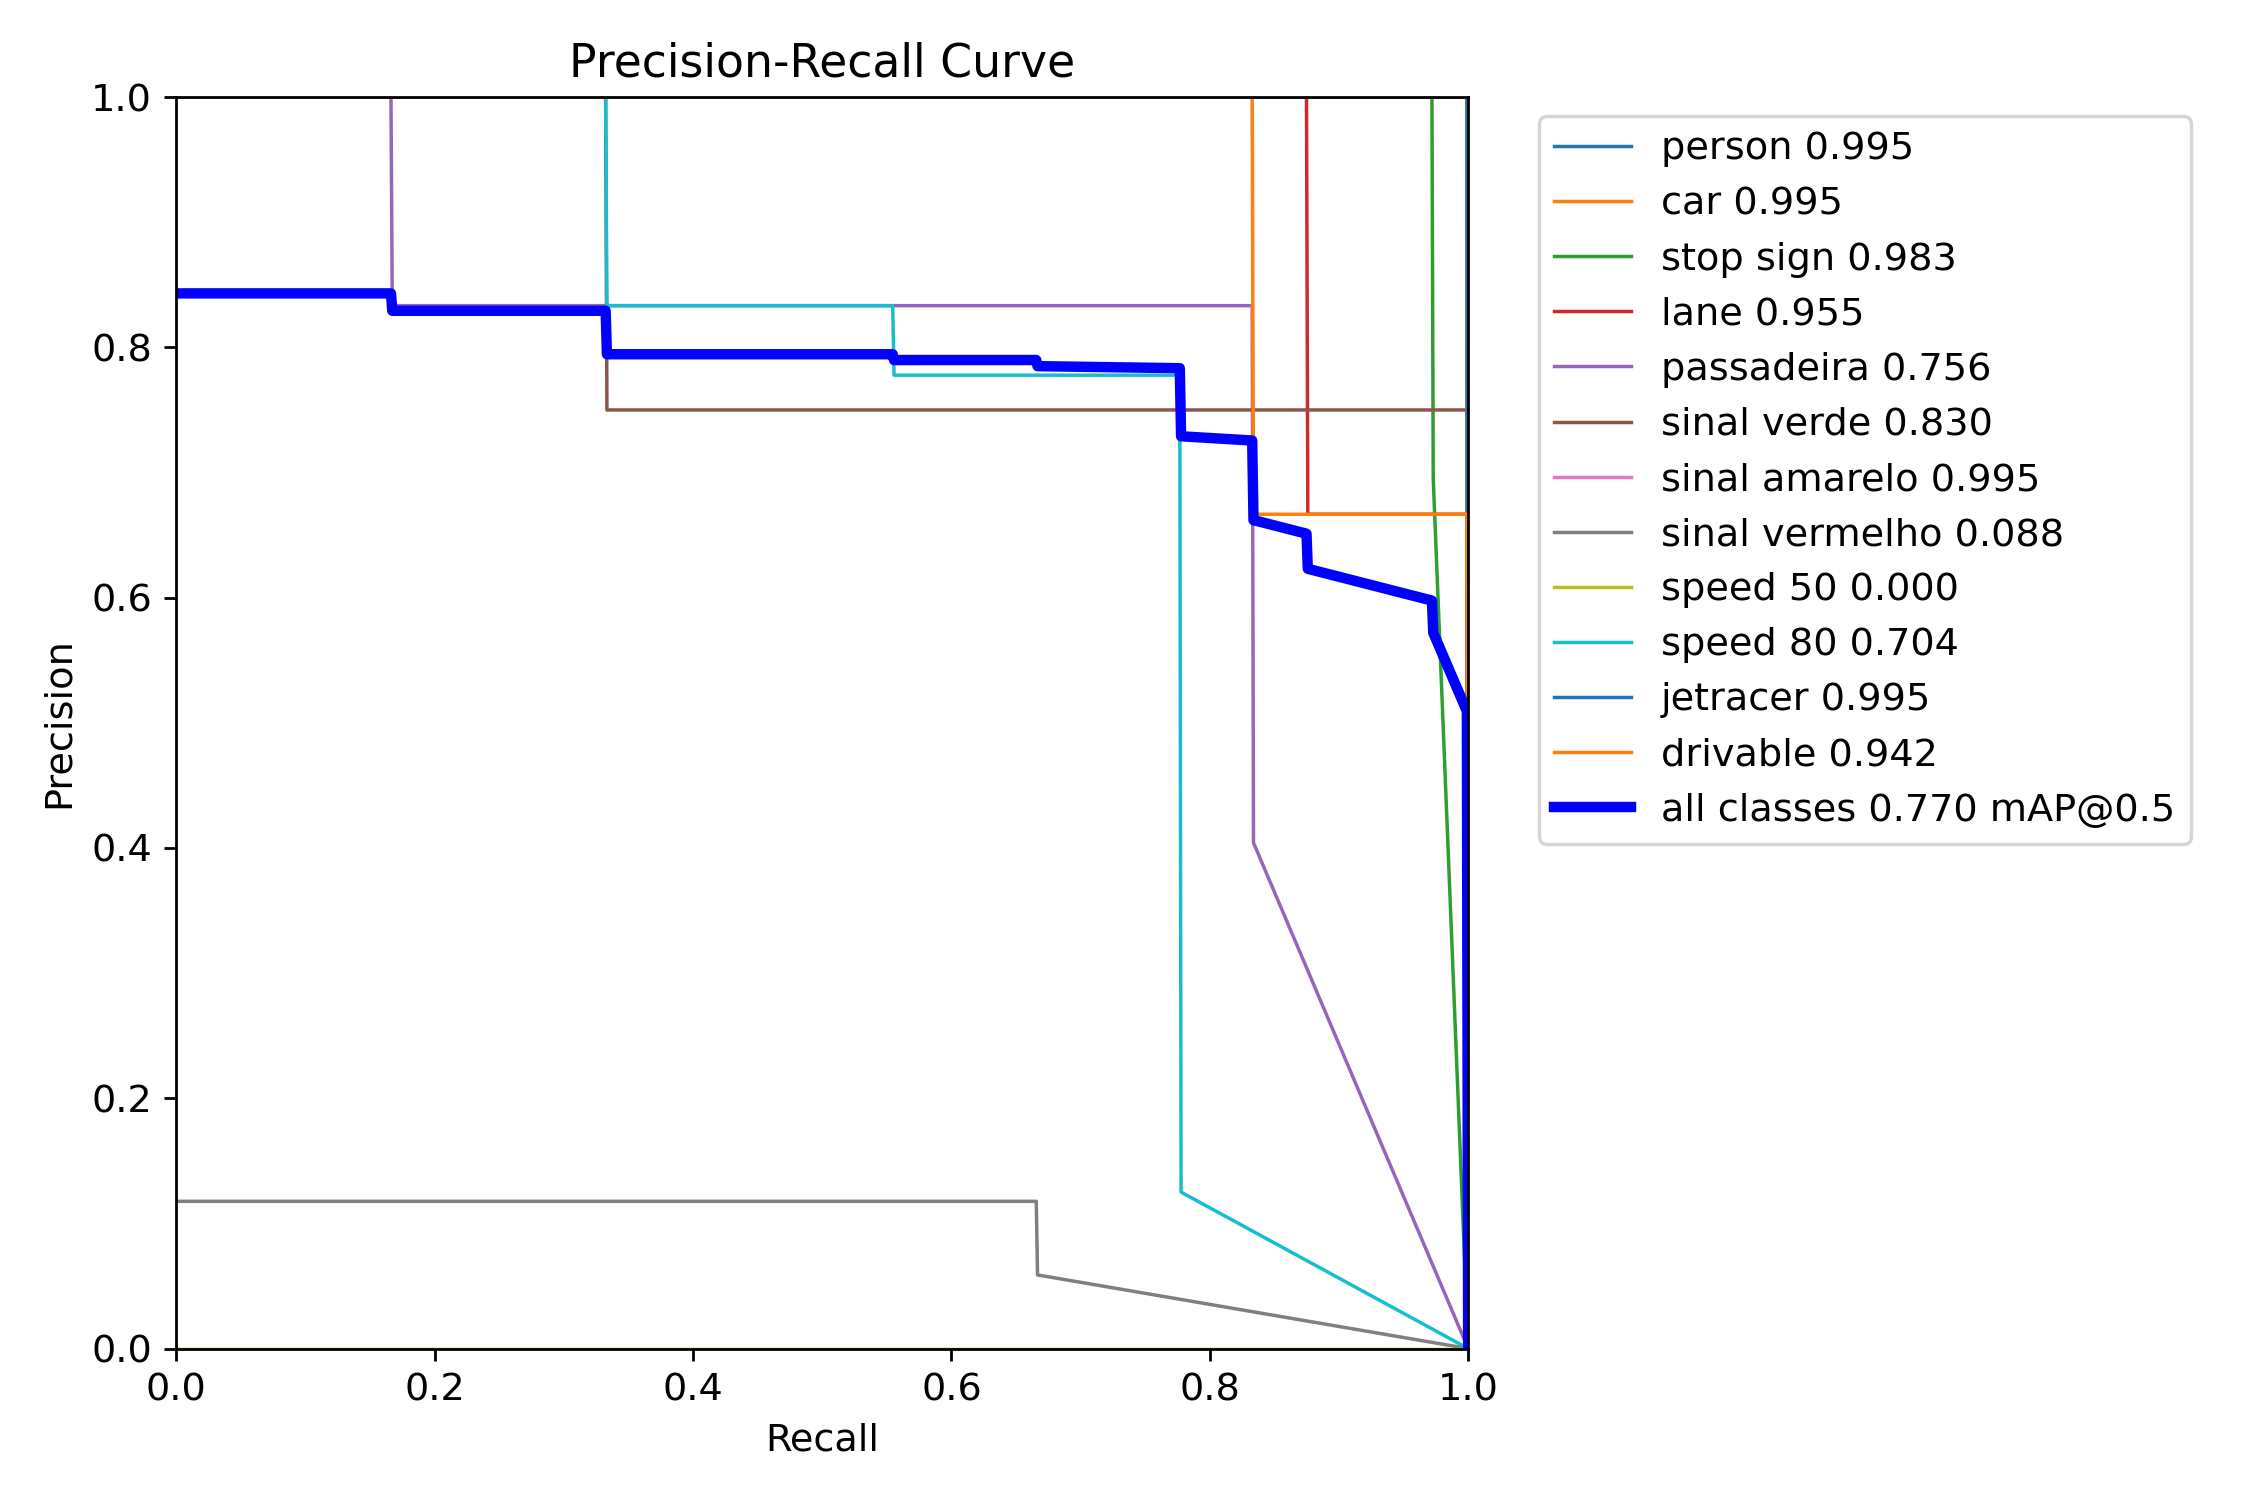 Precision-Recall Curve
1.0
0.8
0.6
0.4
0.2
0.0
Precision
0.0 0.2 0.4 0.6 0.8 1.0
Recall
person 0.995
car 0.995
stop sign 0.983
lane 0.955
passadeira 0.756
sinal verde 0.830
sinal amarelo 0.995
sinal vermelho 0.088
speed 50 0.000
speed 80 0.704
jetracer 0.995
drivable 0.942
all classes 0.770 mAP@0.5